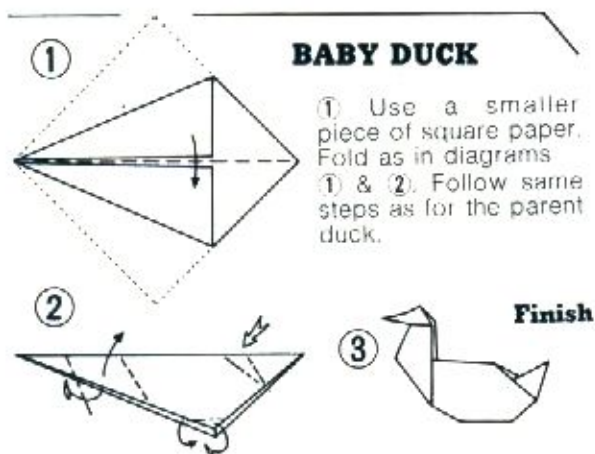 ①
BABY DUCK
① Use a smaller
piece of square paper.
Fold as in diagrams
① & ②. Follow same
steps as for the parent
duck.
②
③
Finish